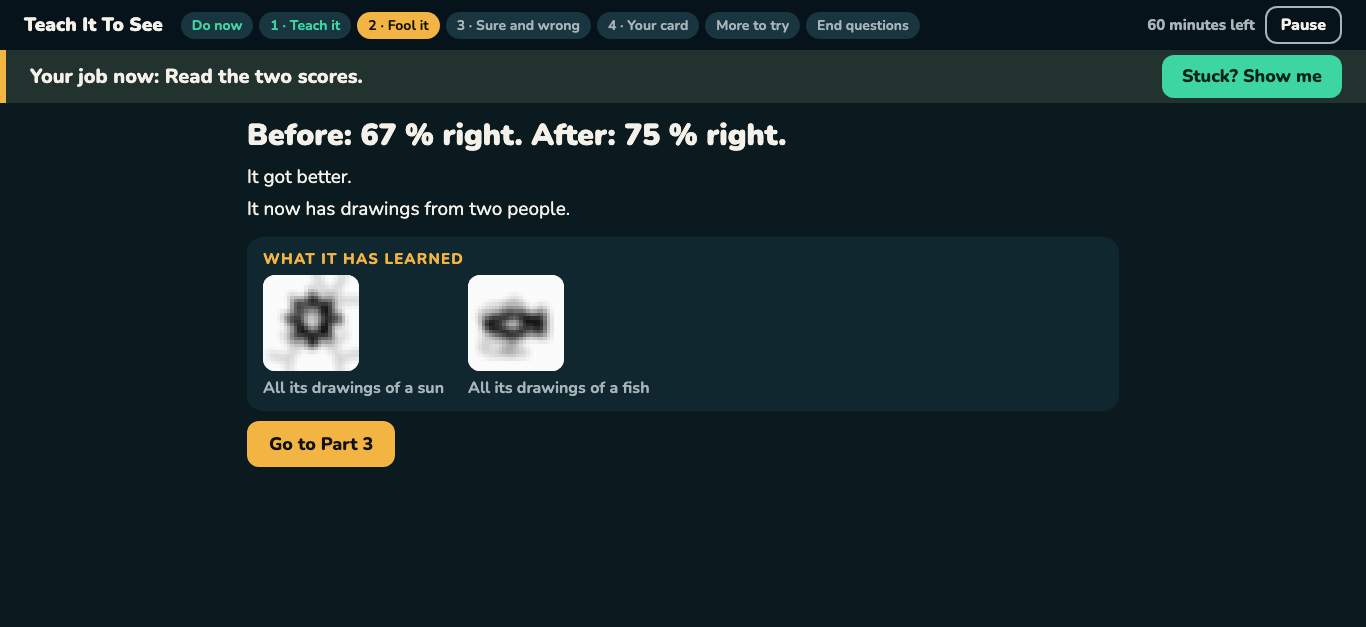 Teach It To See
Do now
1 · Teach it
2 · Fool it
3 · Sure and wrong
4 · Your card
More to try
End questions
60 minutes left
Pause
Your job now: Read the two scores.
Stuck? Show me
Before: 67 % right. After: 75 % right.
It got better.
It now has drawings from two people.
WHAT IT HAS LEARNED
All its drawings of a sun
All its drawings of a fish
Go to Part 3